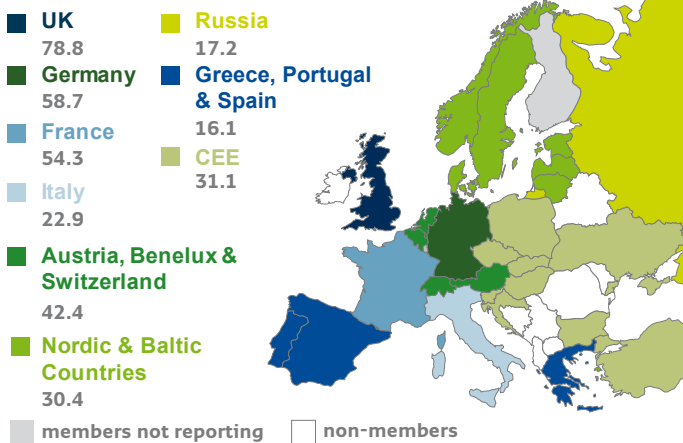 UK
78.8
Germany
58.7
France
54.3
Italy
22.9
Austria, Benelux &
Switzerland
42.4
Nordic & Baltic
Countries
30.4
Russia
17.2
Greece, Portugal
& Spain
16.1
CEE
31.1
members not reporting
non-members